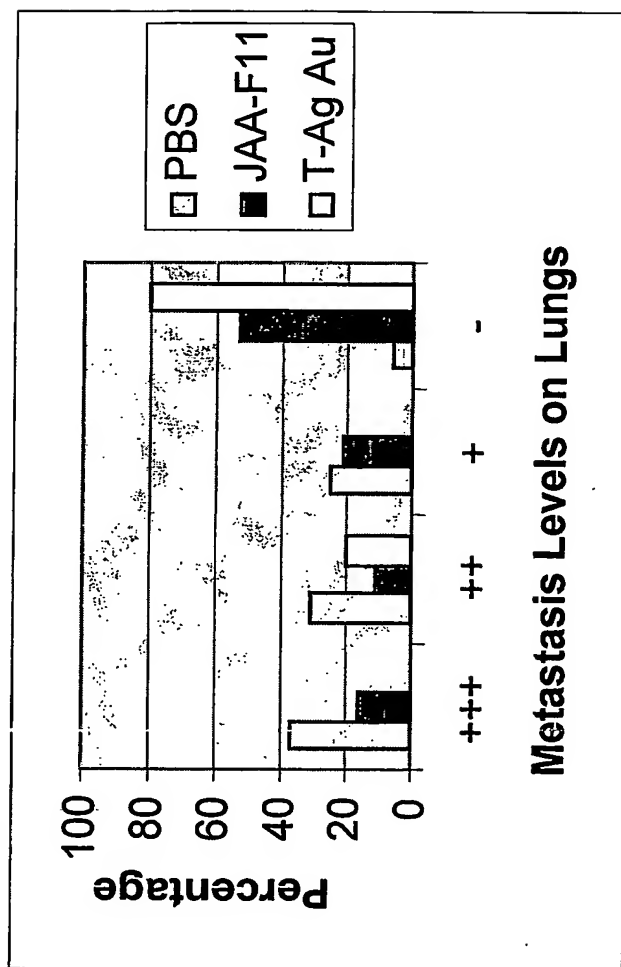 Percentage
100
80
60
40
20
0
+++
++
+
-
Metastasis Levels on Lungs
PBS
JAA-F11
T-Ag Au